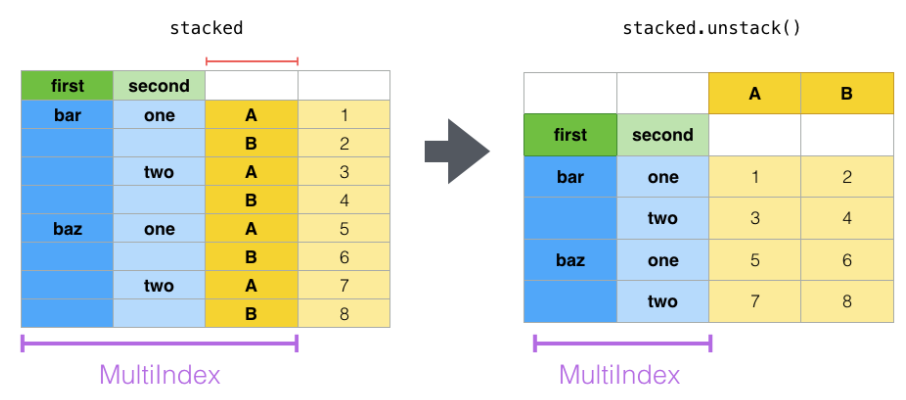 stacked
first second
bar one A 1
B 2
two A 3
B 4
baz one A 5
B 6
two A 7
B 8
MultiIndex
stacked.unstack()
A B
first second
bar one 1 2
two 3 4
baz one 5 6
two 7 8
MultiIndex